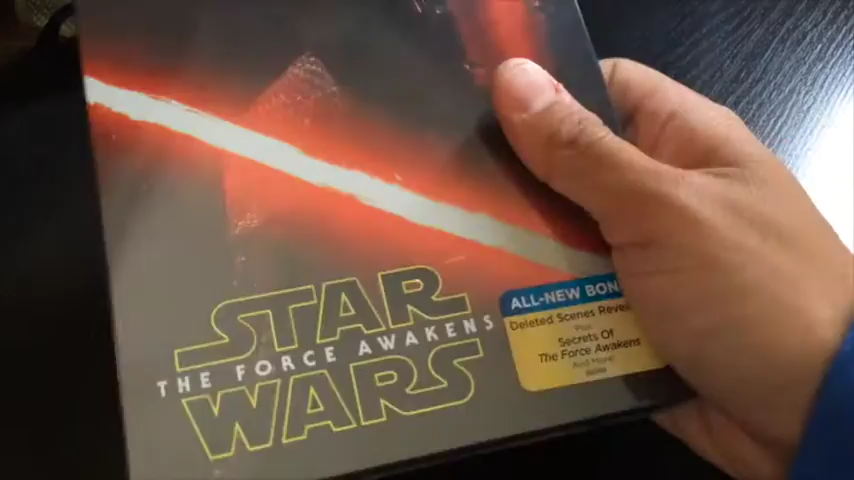 STAR
THE FORCE AWAKENS
WARS
ALL-NEW BON
Deleted Scenes Reve
Plus
Secrets Of
The Force Awakens
And More!